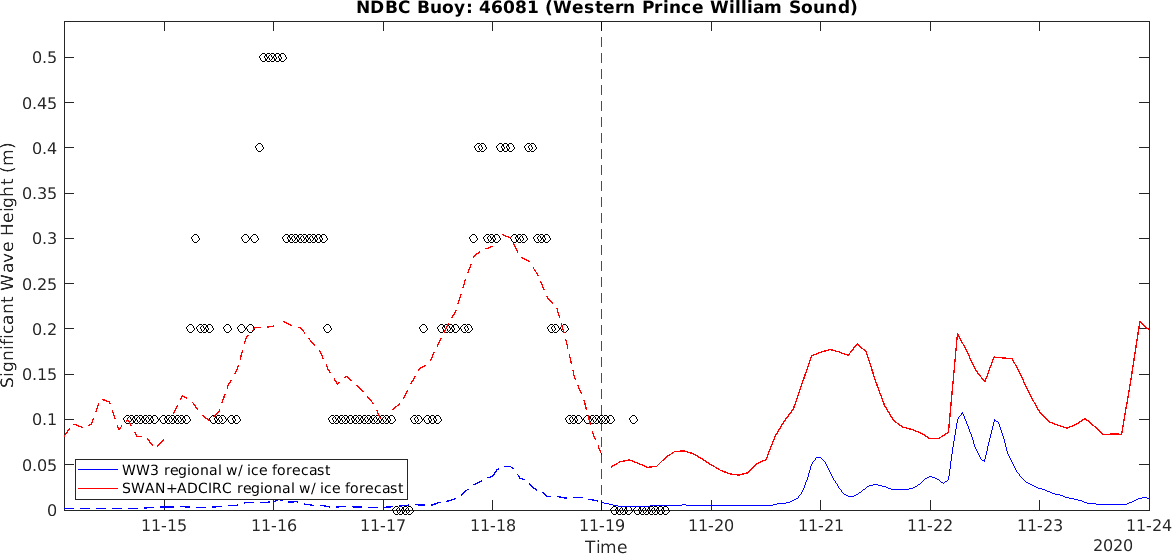 NDBC Buoy: 46081 (Western Prince William Sound)
0.5
0.45
0.4
0.35
0.3
0.25
0.2
0.15
0.1
0.05
0
Significant Wave Height (m)
WW3 regional w/ ice forecast
SWAN+ADCIRC regional w/ ice forecast
11-15 11-16 11-17 11-18 11-19 11-20 11-21 11-22 11-23 11-24
Time
2020